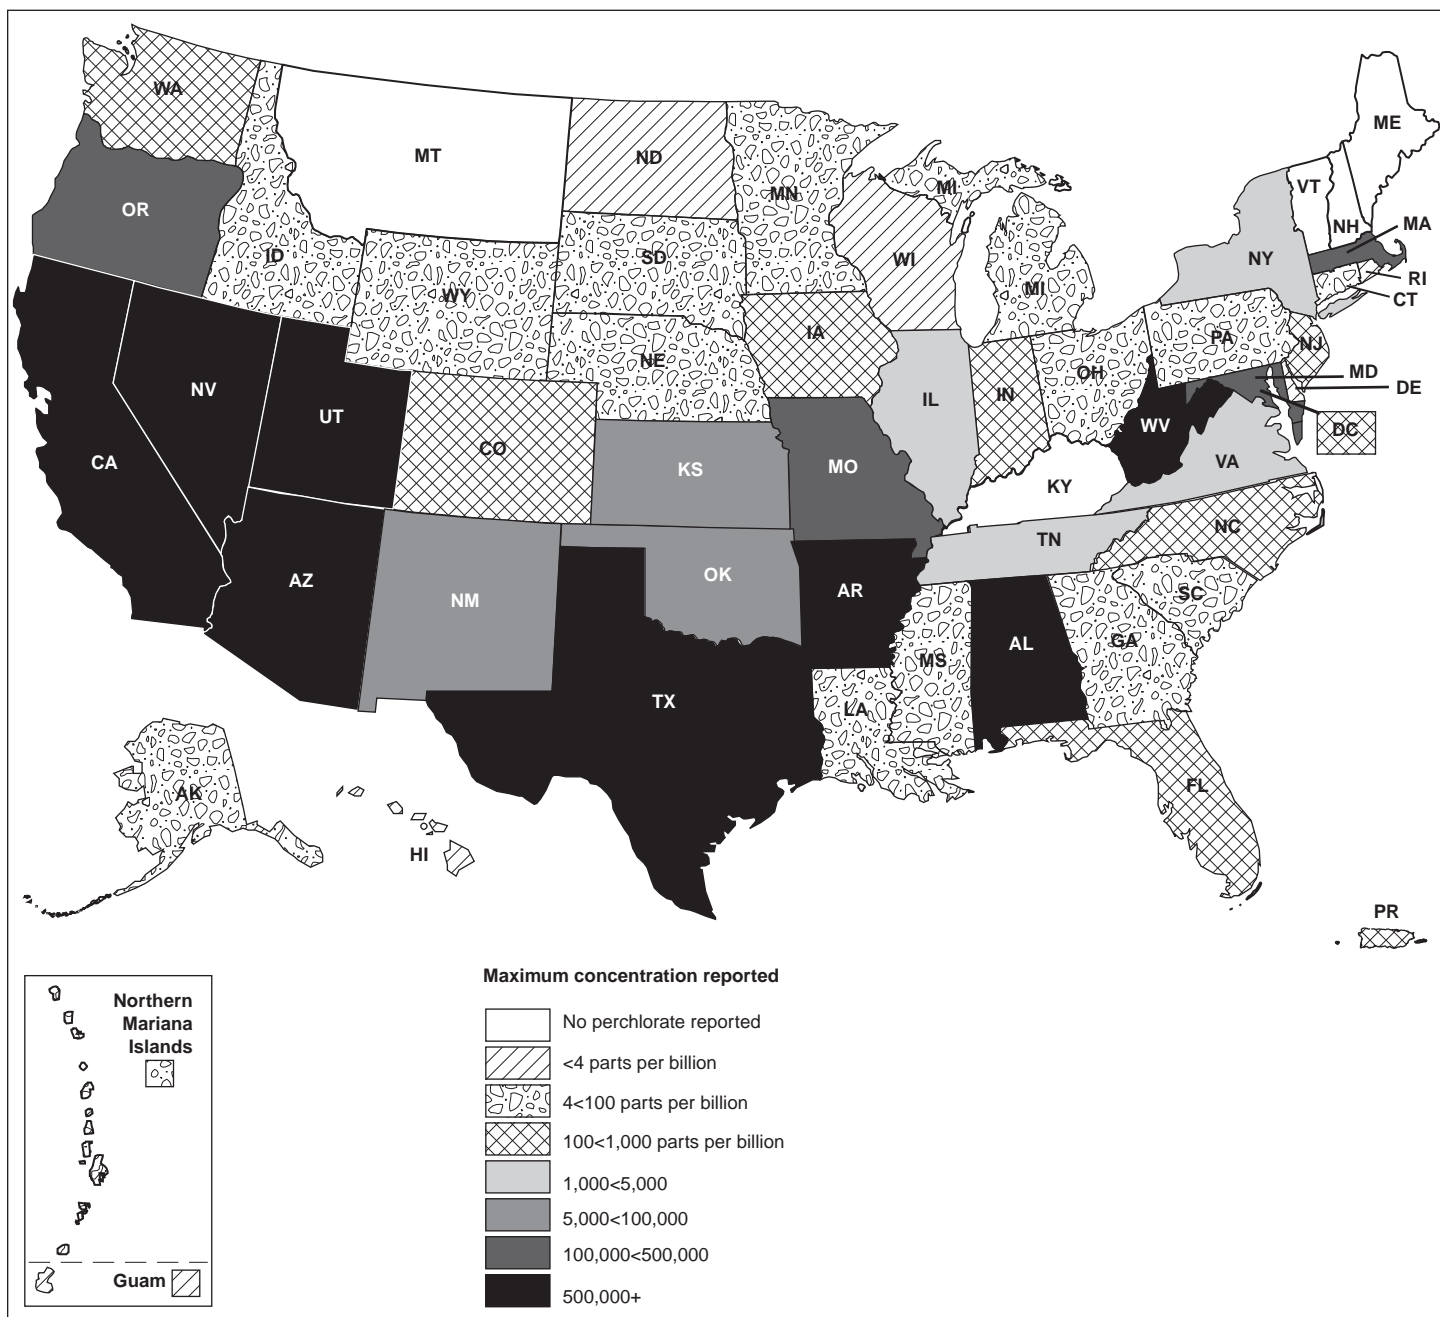 WA
MT
ND
MN
ME
VT
NH
MA
OR
ID
WY
SD
WI
MI
MI
NY
RI
CT
NV
UT
CO
NE
IA
IL
IN
OH
PA
NJ
MD
DE
DC
CA
KS
MO
WV
VA
KY
AZ
NM
OK
AR
TN
NC
SC
TX
LA
MS
AL
GA
FL
AK
HI
PR
Northern
Mariana
Islands
Guam
Maximum concentration reported
No perchlorate reported
<4 parts per billion
4<100 parts per billion
100<1,000 parts per billion
1,000<5,000
5,000<100,000
100,000<500,000
500,000+